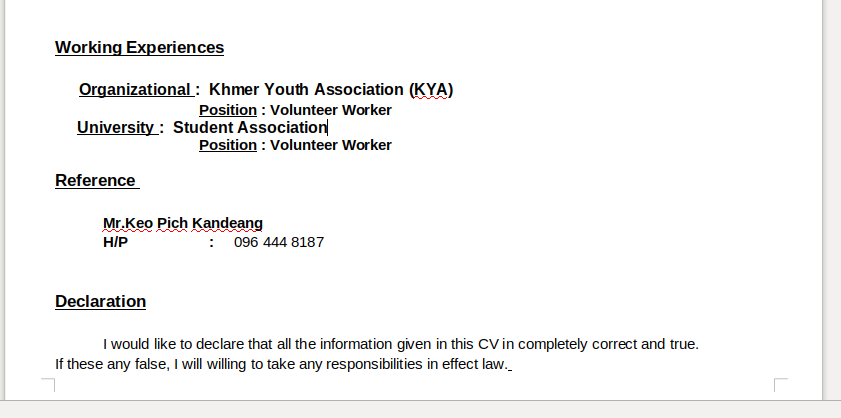 Working Experiences
Organizational : Khmer Youth Association (KYA)
Position : Volunteer Worker
University : Student Association
Position : Volunteer Worker
Reference
Mr.Keo Pich Kandeang
H/P : 096 444 8187
Declaration
I would like to declare that all the information given in this CV in completely correct and true.
If these any false, I will willing to take any responsibilities in effect law.